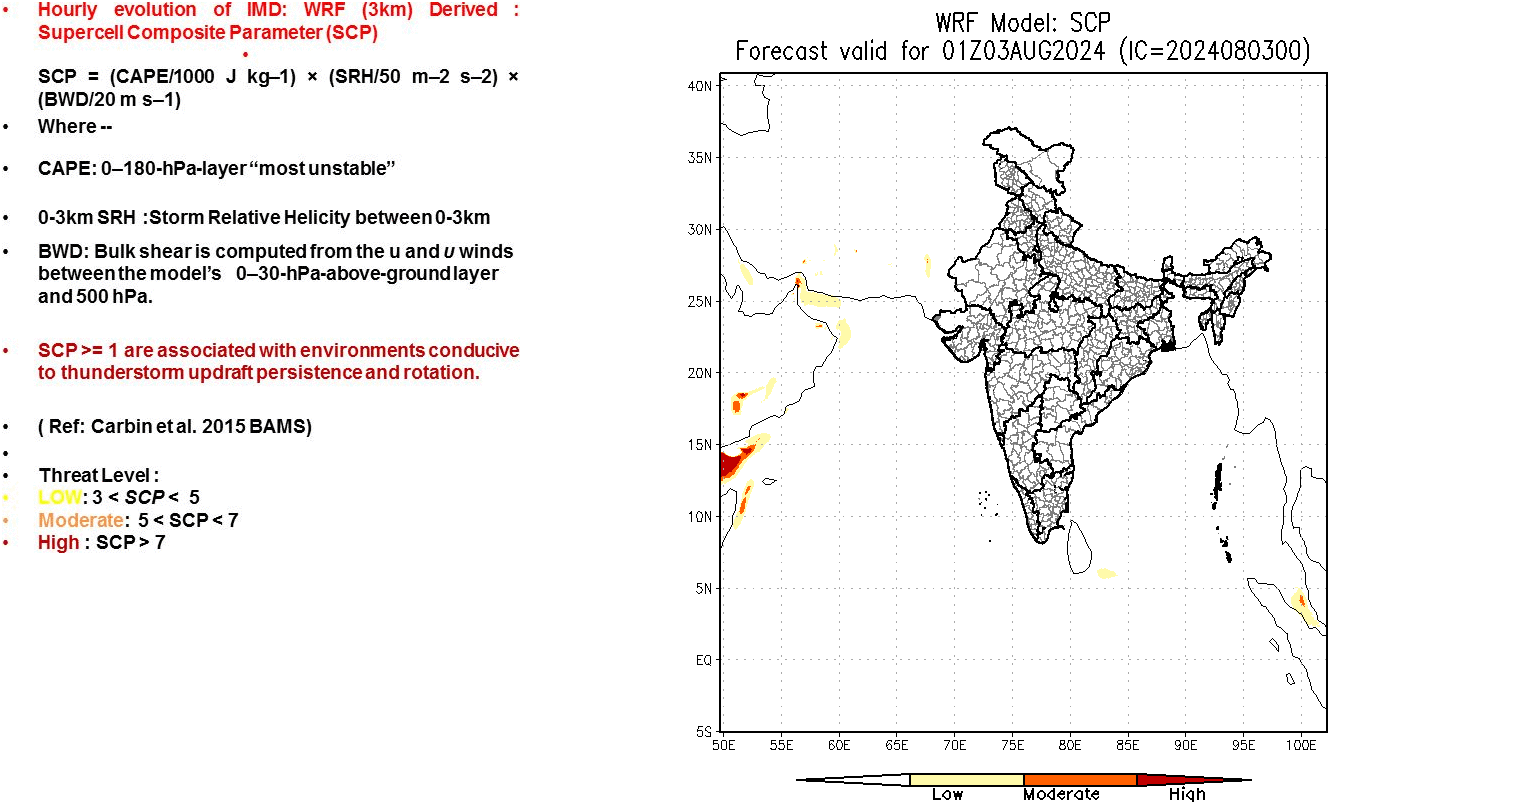 • Hourly evolution of IMD: WRF (3km) Derived :
Supercell Composite Parameter (SCP)
•
SCP = (CAPE/1000 J kg–1) × (SRH/50 m–2 s–2) ×
(BWD/20 m s–1)
• Where --
• CAPE: 0–180-hPa-layer “most unstable”
• 0-3km SRH :Storm Relative Helicity between 0-3km
• BWD: Bulk shear is computed from the u and υ winds
between the model’s 0–30-hPa-above-ground layer
and 500 hPa.
• SCP >= 1 are associated with environments conducive
to thunderstorm updraft persistence and rotation.
• ( Ref: Carbin et al. 2015 BAMS)
•
• Threat Level :
• LOW: 3 < SCP < 5
• Moderate: 5 < SCP < 7
• High : SCP > 7
WRF Model: SCP
Forecast valid for 01Z03AUG2024 (IC=2024080300)
40N
35N
30N
25N
20N
15N
10N
5N
EQ
5S
50E 55E 60E 65E 70E 75E 80E 85E 90E 95E 100E
Low Moderate High